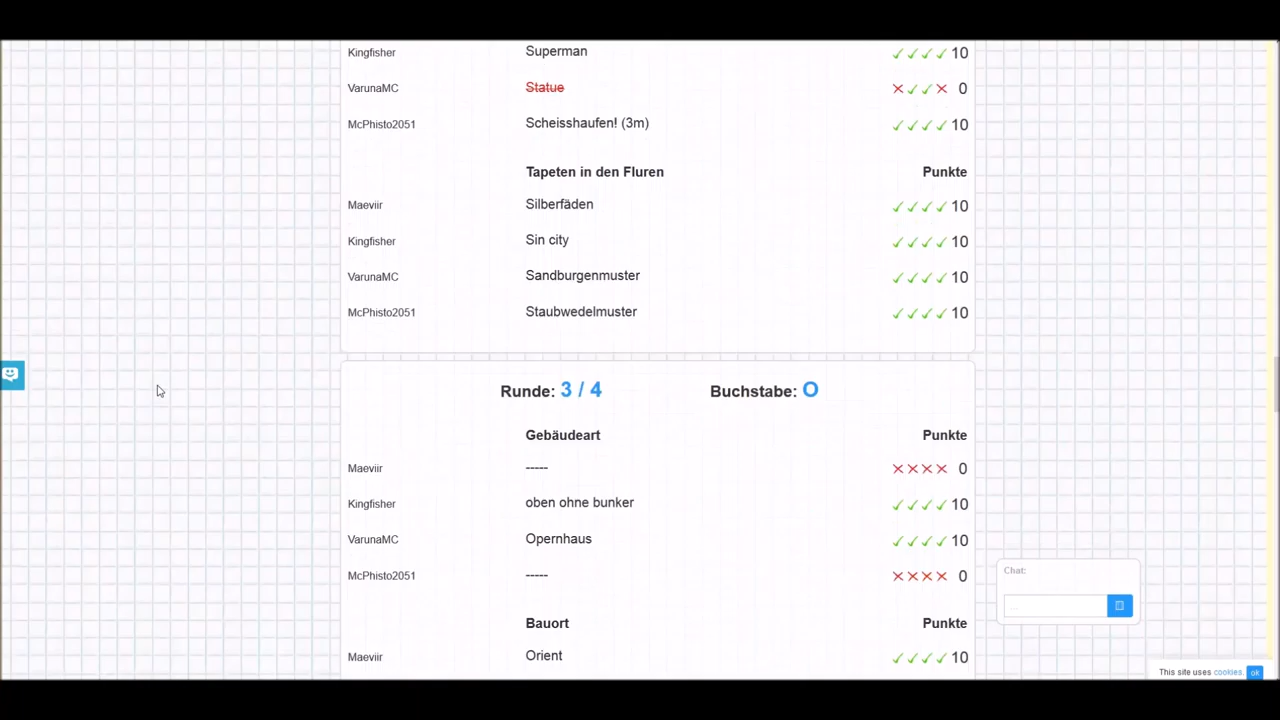 Kingfisher Superman 10
VarunaMC Statue 0
McPhisto2051 Scheisshaufen! (3m) 10
Tapeten in den Fluren Punkte
Maeviir Silberfäden 10
Kingfisher Sin city 10
VarunaMC Sandburgenmuster 10
McPhisto2051 Staubwedelmuster 10
Runde: 3 / 4 Buchstabe: O
Gebäudeart Punkte
Maeviir ----- 0
Kingfisher oben ohne bunker 10
VarunaMC Opernhaus 10
McPhisto2051 ----- 0
Chat:
...
Bauort Punkte
Maeviir Orient 10
This site uses cookies. ok